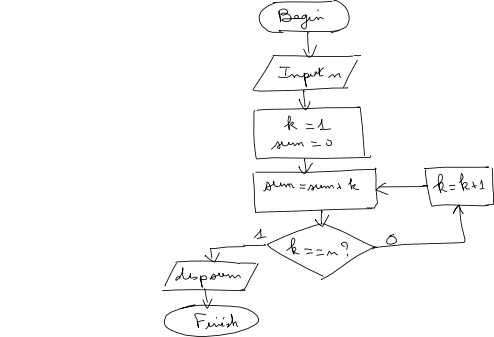 Begin
Input n
k = 1
sum = 0
sum = sum + k
k = k + 1
k == n?
1
0
disp sum
Finish